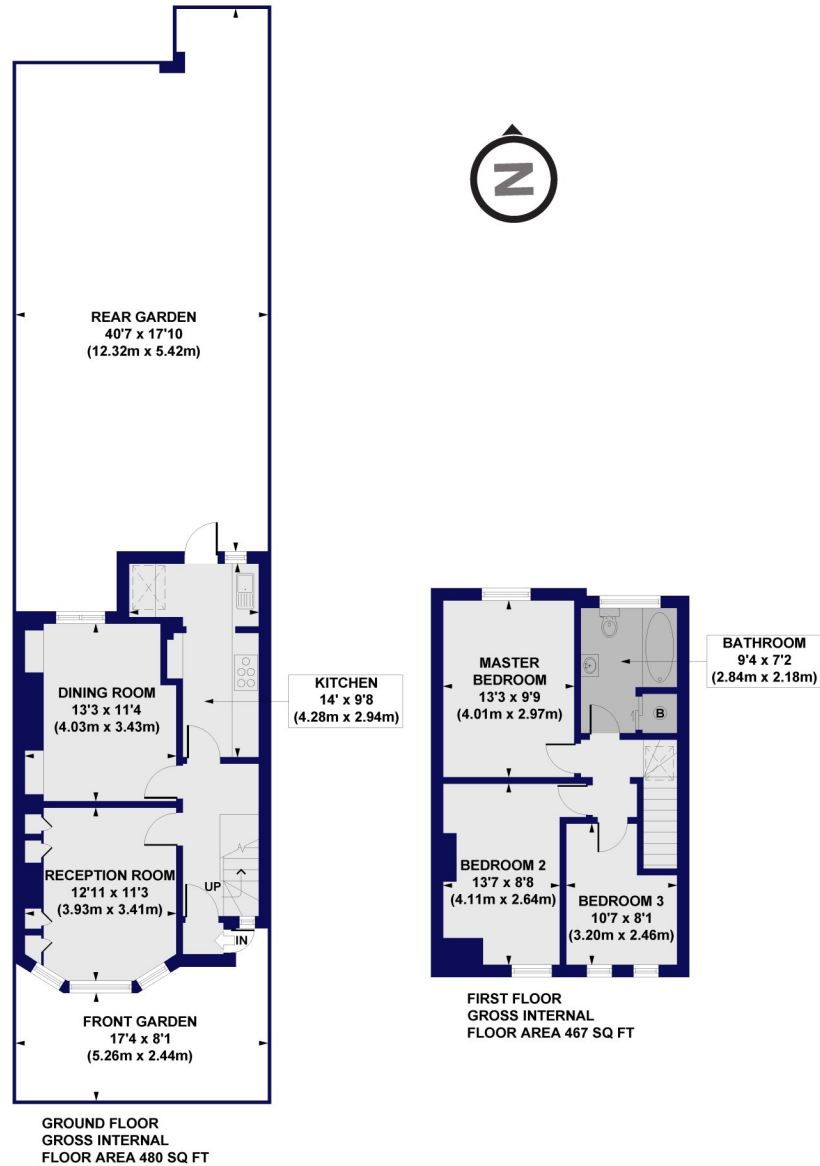 N
REAR GARDEN
40'7 x 17'10
(12.32m x 5.42m)
KITCHEN
14' x 9'8
(4.28m x 2.94m)
DINING ROOM
13'3 x 11'4
(4.03m x 3.43m)
RECEPTION ROOM
12'11 x 11'3
(3.93m x 3.41m)
UP
IN
FRONT GARDEN
17'4 x 8'1
(5.26m x 2.44m)
GROUND FLOOR
GROSS INTERNAL
FLOOR AREA 480 SQ FT
MASTER
BEDROOM
13'3 x 9'9
(4.01m x 2.97m)
BATHROOM
9'4 x 7'2
(2.84m x 2.18m)
B
BEDROOM 2
13'7 x 8'8
(4.11m x 2.64m)
BEDROOM 3
10'7 x 8'1
(3.20m x 2.46m)
FIRST FLOOR
GROSS INTERNAL
FLOOR AREA 467 SQ FT